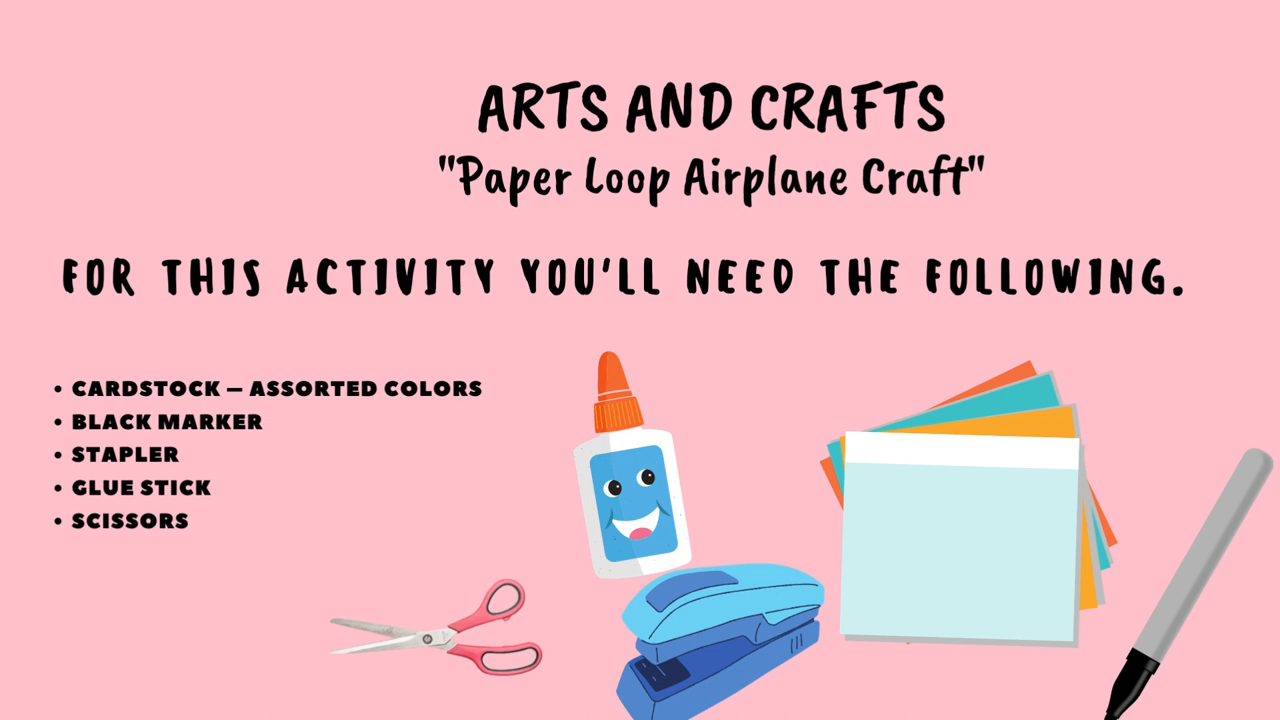 ARTS AND CRAFTS
"Paper Loop Airplane Craft"
FOR THIS ACTIVITY YOU'LL NEED THE FOLLOWING.
• CARDSTOCK – ASSORTED COLORS
• BLACK MARKER
• STAPLER
• GLUE STICK
• SCISSORS